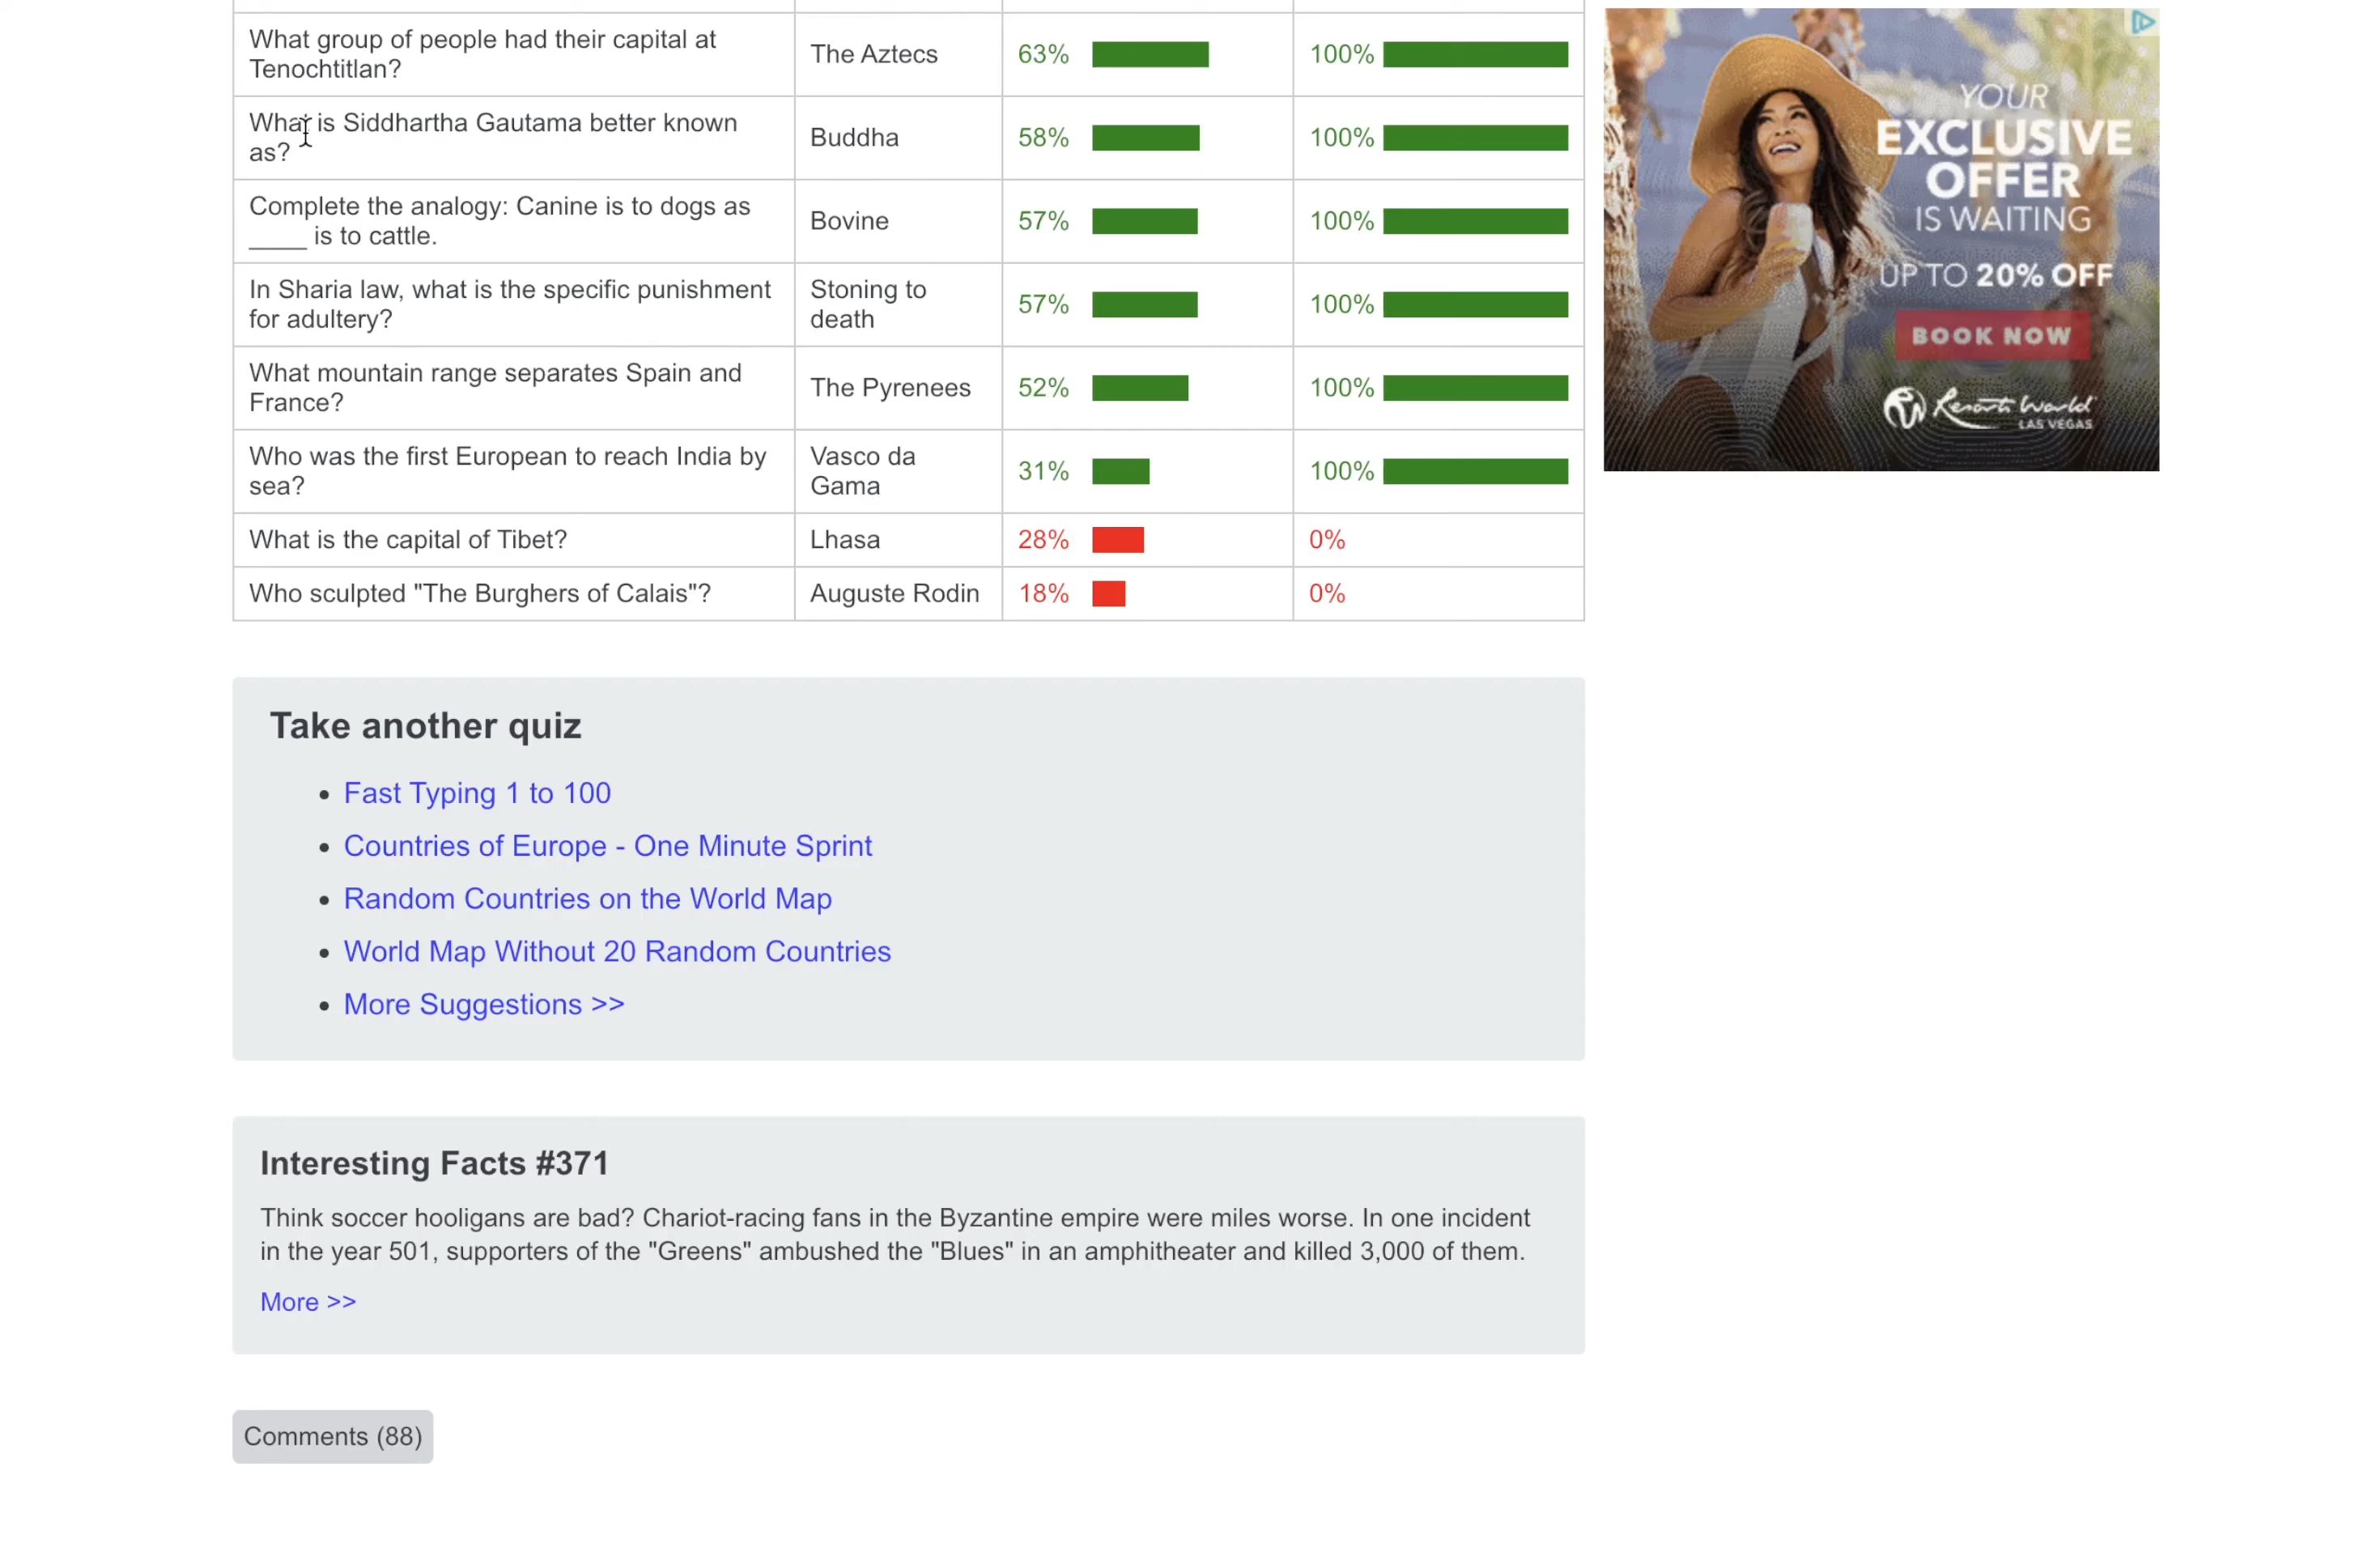 What group of people had their capital at
Tenochtitlan?
The Aztecs
63%
100%
What is Siddhartha Gautama better known
as?
Buddha
58%
100%
Complete the analogy: Canine is to dogs as
____ is to cattle.
Bovine
57%
100%
In Sharia law, what is the specific punishment
for adultery?
Stoning to
death
57%
100%
What mountain range separates Spain and
France?
The Pyrenees
52%
100%
Who was the first European to reach India by
sea?
Vasco da
Gama
31%
100%
What is the capital of Tibet?
Lhasa
28%
0%
Who sculpted "The Burghers of Calais"?
Auguste Rodin
18%
0%
YOUR
EXCLUSIVE
OFFER
IS WAITING
UP TO 20% OFF
BOOK NOW
Resorts World
LAS VEGAS
Take another quiz
• Fast Typing 1 to 100
• Countries of Europe - One Minute Sprint
• Random Countries on the World Map
• World Map Without 20 Random Countries
• More Suggestions >>
Interesting Facts #371
Think soccer hooligans are bad? Chariot-racing fans in the Byzantine empire were miles worse. In one incident
in the year 501, supporters of the "Greens" ambushed the "Blues" in an amphitheater and killed 3,000 of them.
More >>
Comments (88)